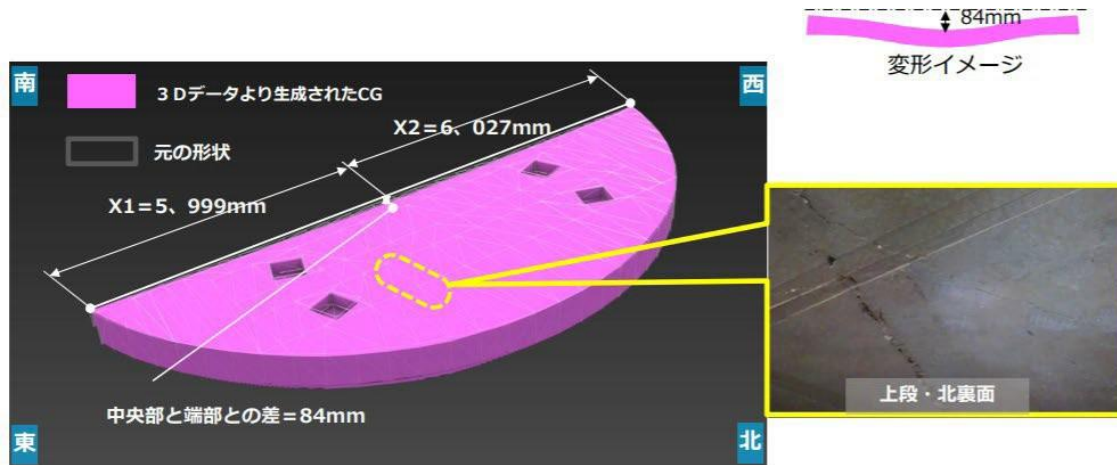 84mm
変形イメージ
南
西
３Dデータより生成されたCG
元の形状
X2＝6、027mm
X1＝5、999mm
中央部と端部との差＝84mm
上段・北裏面
東
北